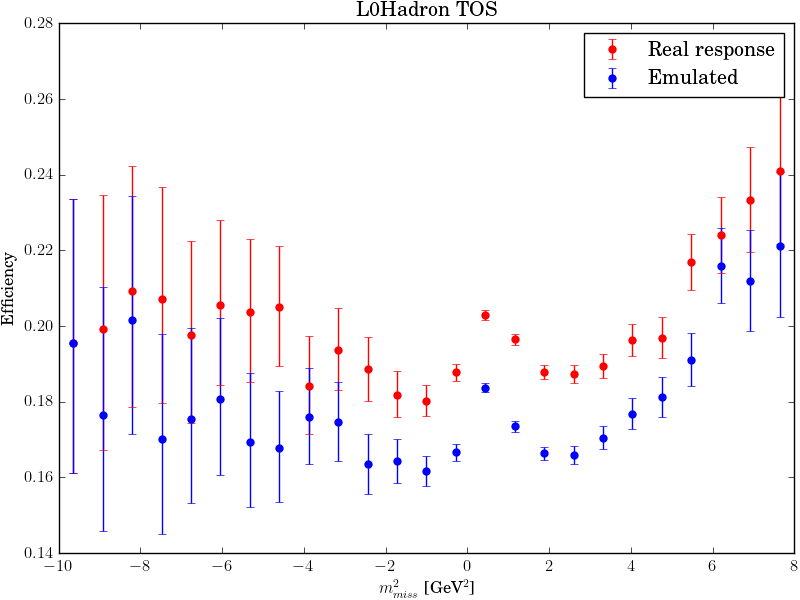 L0Hadron TOS
0.28
0.26
0.24
0.22
0.20
0.18
0.16
0.14
Efficiency
Real response
Emulated
−10 −8 −6 −4 −2 0 2 4 6 8
m²miss [GeV²]